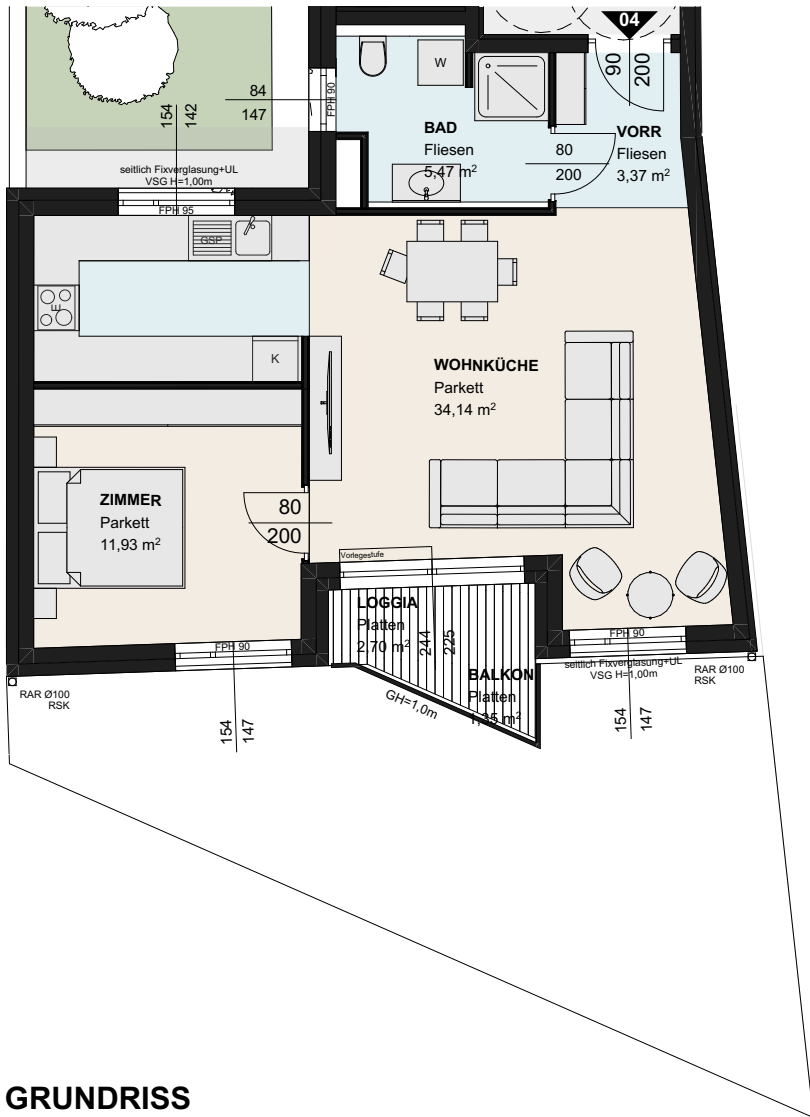 04
90
200
W
84
147
FPH 90
154
142
BAD
Fliesen
5,47 m²
80
200
VORR
Fliesen
3,37 m²
seitlich Fixverglasung+UL
VSG H=1,00m
FPH 95
GSP
E
K
WOHNKÜCHE
Parkett
34,14 m²
ZIMMER
Parkett
11,93 m²
80
200
Vorlegestufe
LOGGIA
Platten
2,70 m²
244
225
BALKON
Platten
1,35 m²
GH=1,0m
FPH 90
FPH 90
seitlich Fixverglasung+UL
VSG H=1,00m
RAR Ø100
RSK
RAR Ø100
RSK
154
147
154
147
GRUNDRISS